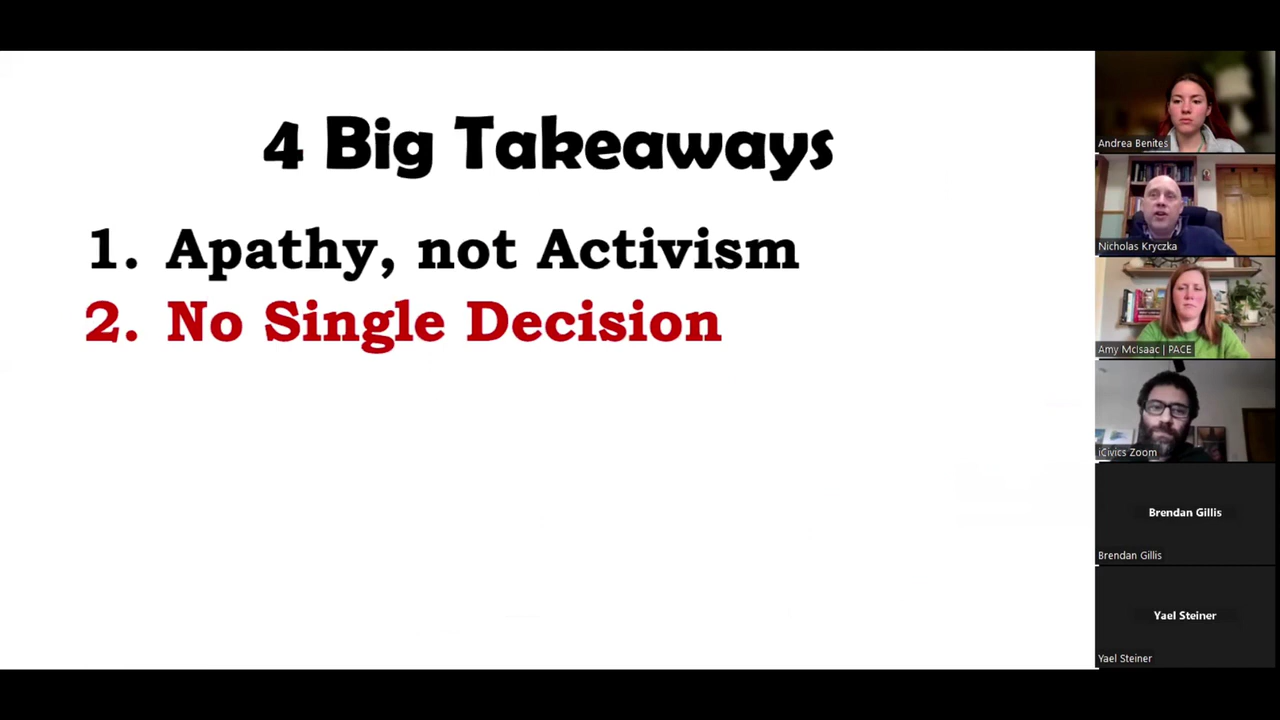 4 Big Takeaways
1. Apathy, not Activism
2. No Single Decision
Andrea Benites
Nicholas Kryczka
Amy McIsaac | PACE
iCivics Zoom
Brendan Gillis
Brendan Gillis
Yael Steiner
Yael Steiner